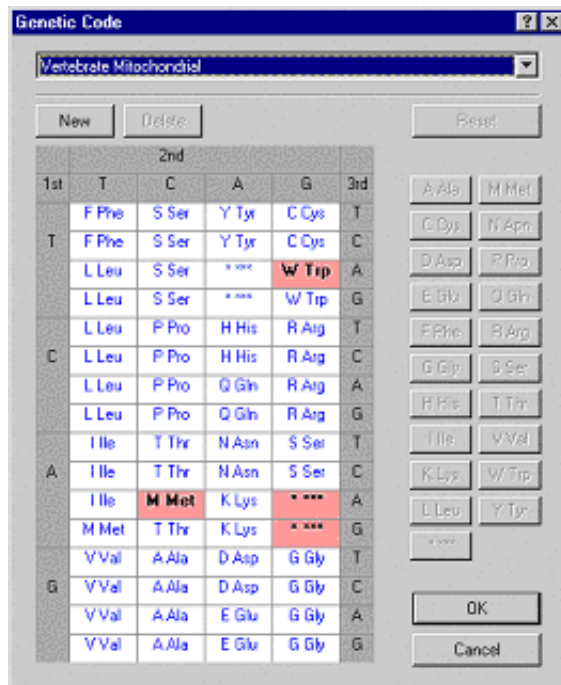 Genetic Code
Vertebrate Mitochondrial
New Delete Reset
2nd
1st T C A G 3rd
F Phe S Ser Y Tyr C Cys T
T F Phe S Ser Y Tyr C Cys C
L Leu S Ser * *** W Trp A
L Leu S Ser * *** W Trp G
L Leu P Pro H His R Arg T
C L Leu P Pro H His R Arg C
L Leu P Pro Q Gln R Arg A
L Leu P Pro Q Gln R Arg G
I Ile T Thr N Asn S Ser T
A I Ile T Thr N Asn S Ser C
I Ile M Met K Lys * *** A
M Met T Thr K Lys * *** G
V Val A Ala D Asp G Gly T
G V Val A Ala D Asp G Gly C
V Val A Ala E Glu G Gly A
V Val A Ala E Glu G Gly G
A Ala M Met
C Cys N Apn
D Asp P Pro
E Glu Q Gln
F Phe R Arg
G Gly S Ser
H His T Thr
I Ile V Val
K Lys W Trp
L Leu Y Tyr
* ***
OK
Cancel